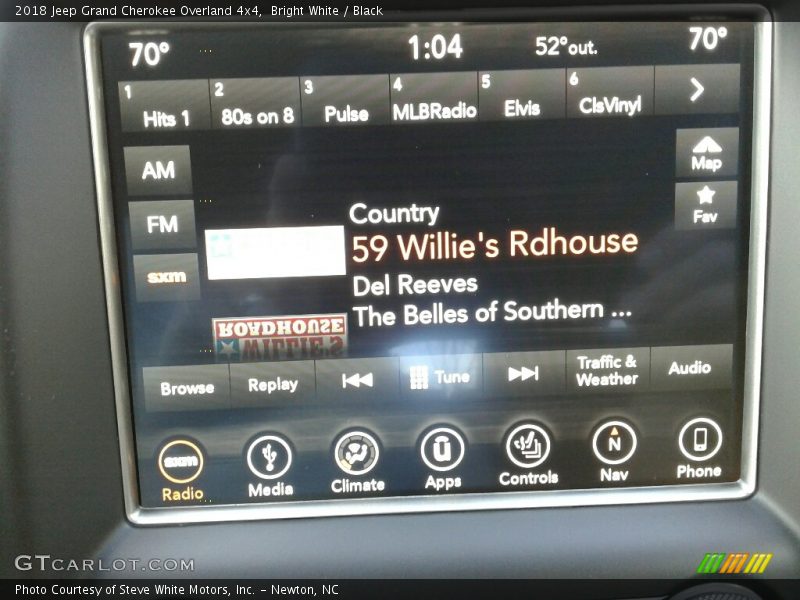 2018 Jeep Grand Cherokee Overland 4x4, Bright White / Black
70° 1:04 52°out. 70°
1 Hits 1 2 80s on 8 3 Pulse 4 MLBRadio 5 Elvis 6 ClsVinyl
AM
Map
FM
Fav
sxm
Country
59 Willie's Rdhouse
Del Reeves
The Belles of Southern ...
ROADHOUSE
WILLIE'S
Browse Replay Tune Traffic & Weather Audio
sxm N
Radio Media Climate Apps Controls Nav Phone
GTCARLOT.COM
Photo Courtesy of Steve White Motors, Inc. – Newton, NC